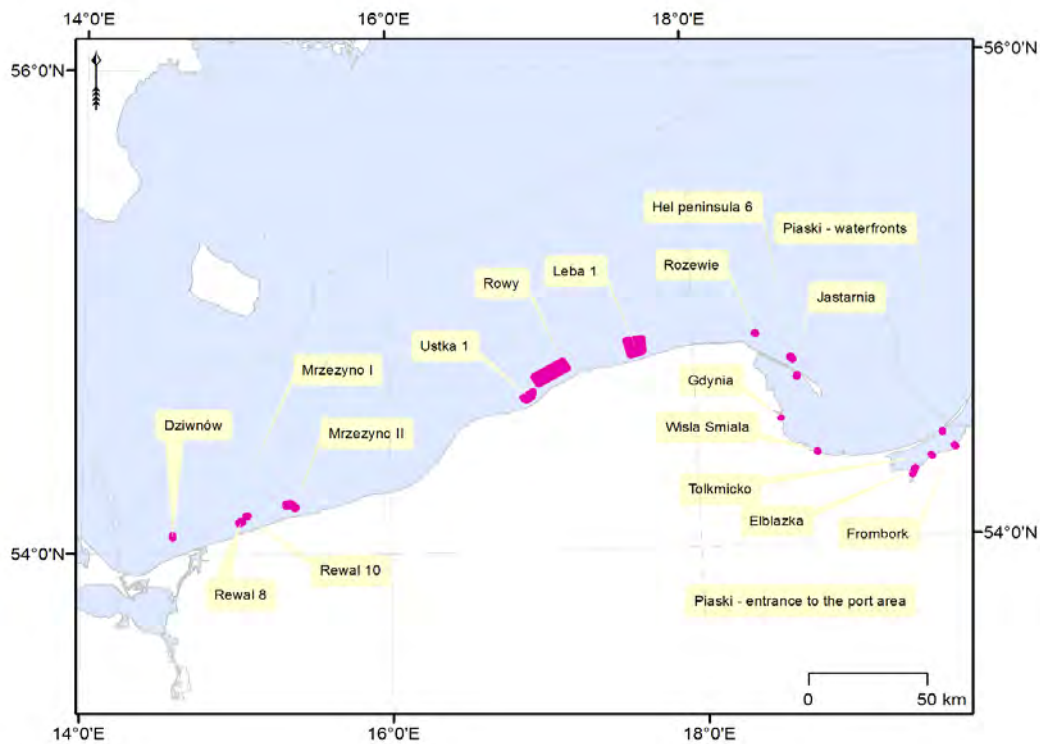 14°0'E
16°0'E
18°0'E
56°0'N
56°0'N
Hel peninsula 6
Piaski - waterfronts
Rozewie
Leba 1
Rowy
Jastarnia
Ustka 1
Mrzezyno I
Gdynia
Dziwnów
Mrzezyno II
Wisla Smiala
Tolkmicko
Elblazka
Frombork
54°0'N
54°0'N
Rewal 10
Rewal 8
Piaski - entrance to the port area
0 50 km
14°0'E
16°0'E
18°0'E